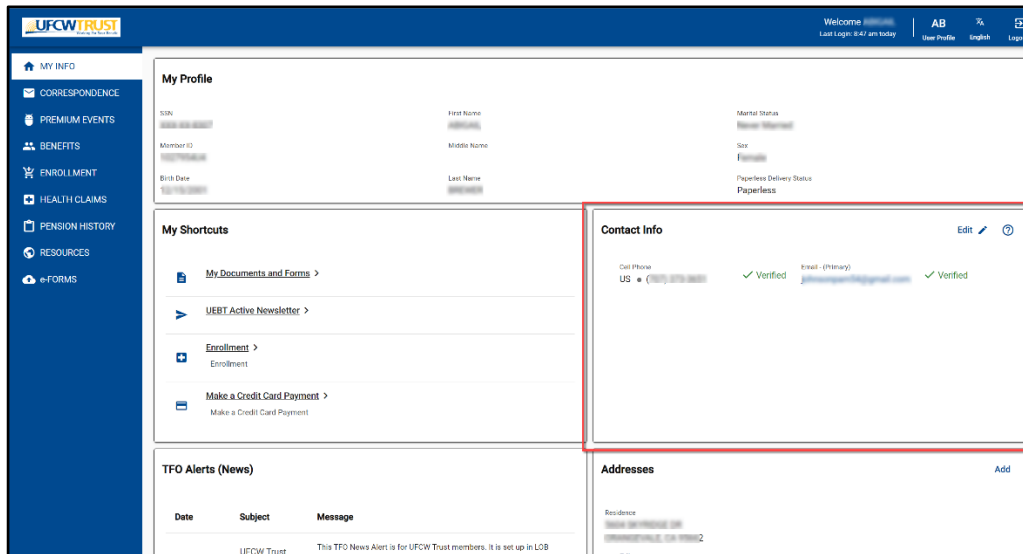 UFCWTRUST
Welcome
Last Login: 8:47 am today
AB
User Profile
English
Logo
MY INFO
CORRESPONDENCE
PREMIUM EVENTS
BENEFITS
ENROLLMENT
HEALTH CLAIMS
PENSION HISTORY
RESOURCES
e-FORMS
My Profile
SSN
First Name
Marital Status
Member ID
Middle Name
Sex
Birth Date
Last Name
Paperless Delivery Status
Paperless
My Shortcuts
My Documents and Forms >
UEBT Active Newsletter >
Enrollment >
Enrollment
Make a Credit Card Payment >
Make a Credit Card Payment
Contact Info
Edit
Cell Phone
US
Verified
Email - (Primary)
Verified
TFO Alerts (News)
Date Subject Message
UFCW Trust
This TFO News Alert is for UFCW Trust members. It is set up in LOB
Addresses
Add
Residence